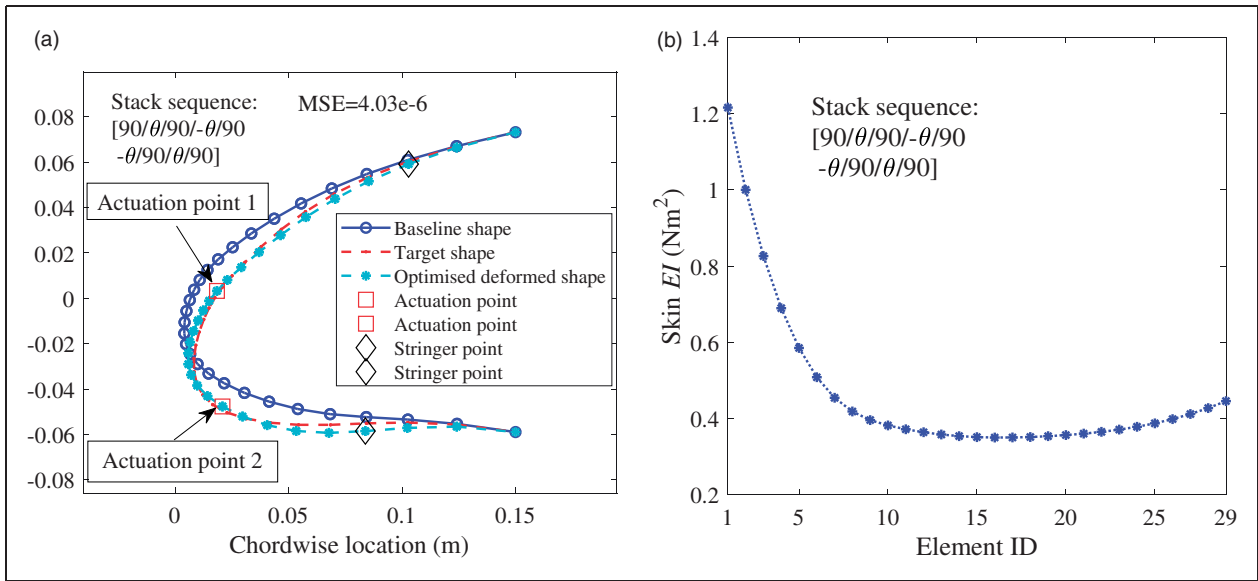 (a)
Stack sequence:
[90/θ/90/-θ/90
-θ/90/θ/90]
MSE=4.03e-6
0.08
0.06
0.04
0.02
0
-0.02
-0.04
-0.06
-0.08
Actuation point 1
Actuation point 2
Baseline shape
Target shape
Optimised deformed shape
Actuation point
Actuation point
Stringer point
Stringer point
0
0.05
0.1
0.15
Chordwise location (m)
(b)
Stack sequence:
[90/θ/90/-θ/90
-θ/90/θ/90]
Skin EI (Nm²)
1.4
1.2
1
0.8
0.6
0.4
0.2
1
5
10
15
20
25
29
Element ID